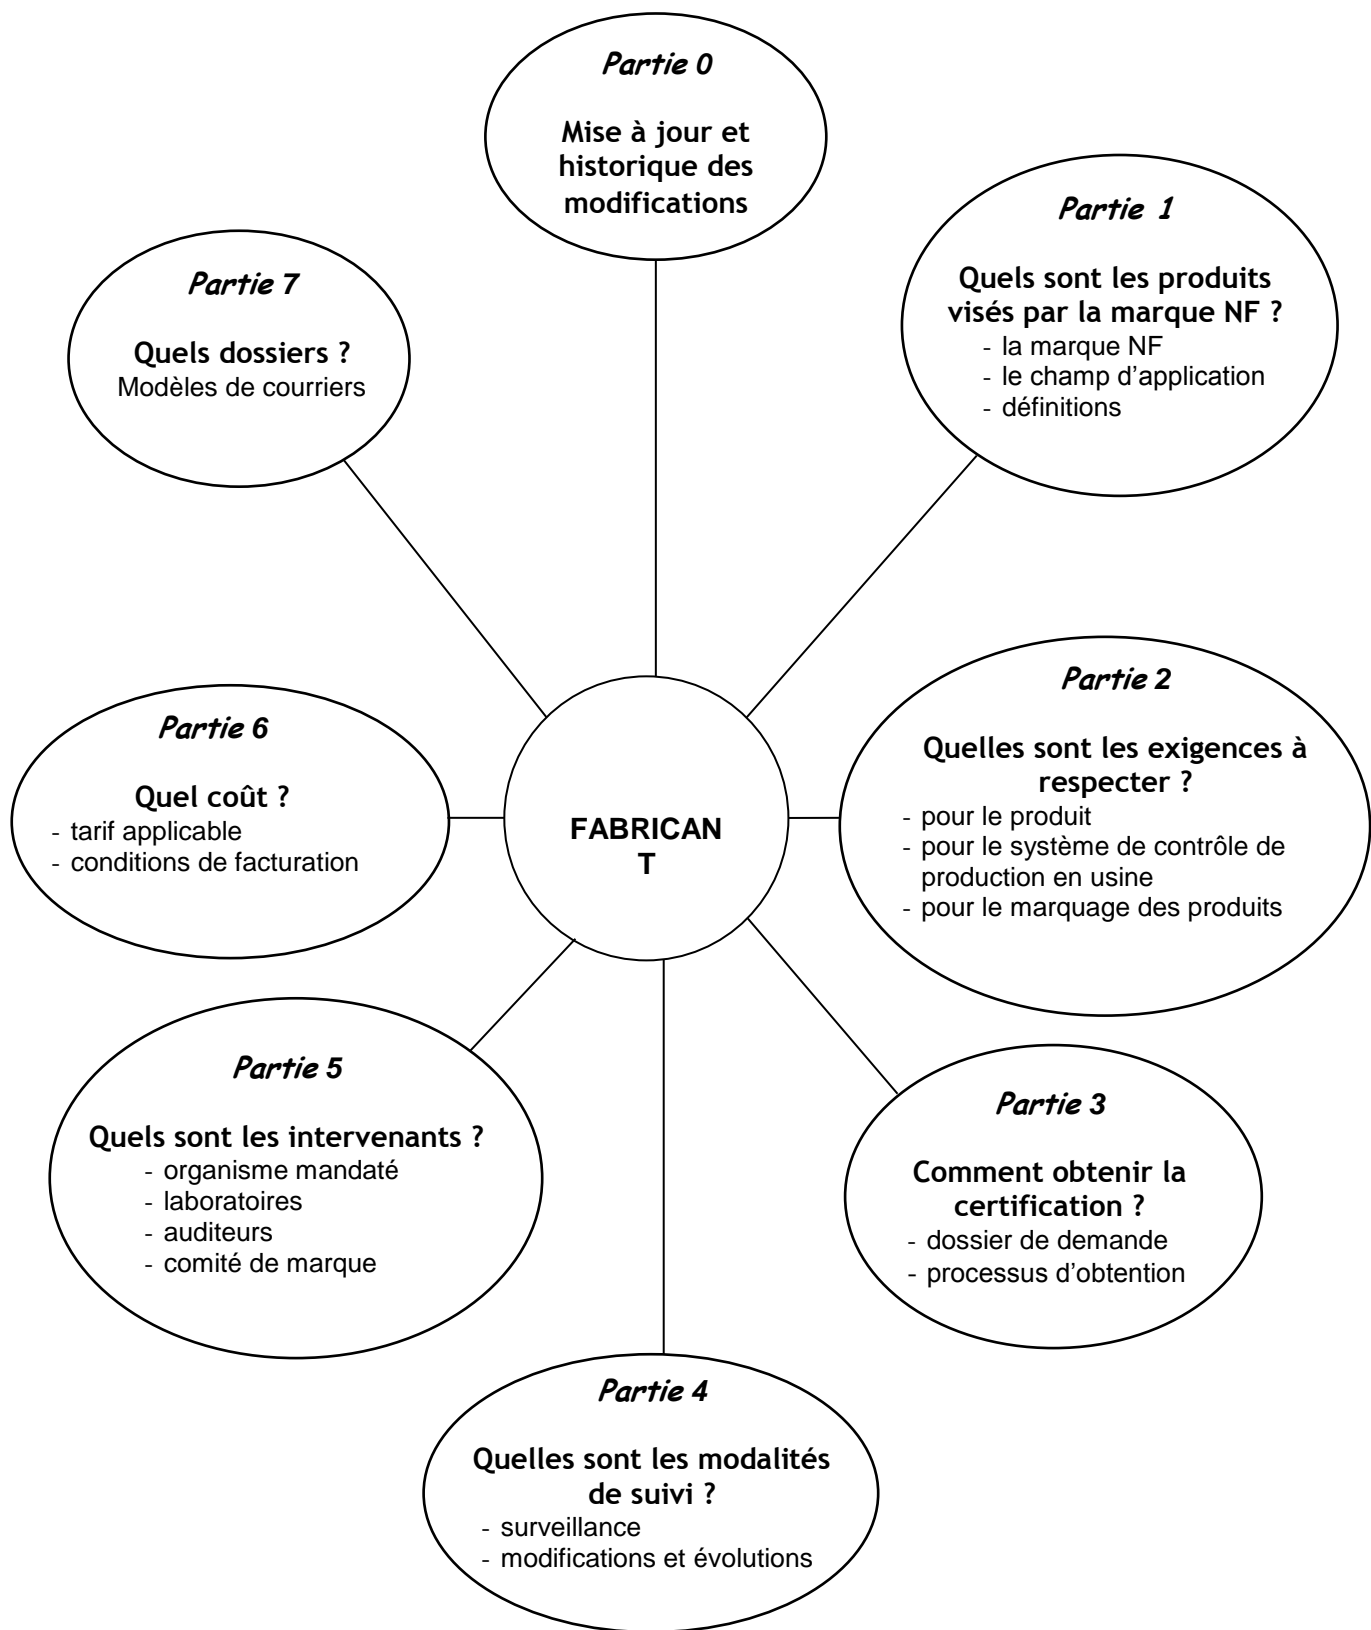 Partie 0
Mise à jour et
historique des
modifications
Partie 1
Quels sont les produits
visés par la marque NF ?
- la marque NF
- le champ d'application
- définitions
Partie 7
Quels dossiers ?
Modèles de courriers
Partie 2
Quelles sont les exigences à
respecter ?
- pour le produit
- pour le système de contrôle de
production en usine
- pour le marquage des produits
Partie 6
Quel coût ?
- tarif applicable
- conditions de facturation
FABRICAN
T
Partie 5
Quels sont les intervenants ?
- organisme mandaté
- laboratoires
- auditeurs
- comité de marque
Partie 3
Comment obtenir la
certification ?
- dossier de demande
- processus d'obtention
Partie 4
Quelles sont les modalités
de suivi ?
- surveillance
- modifications et évolutions